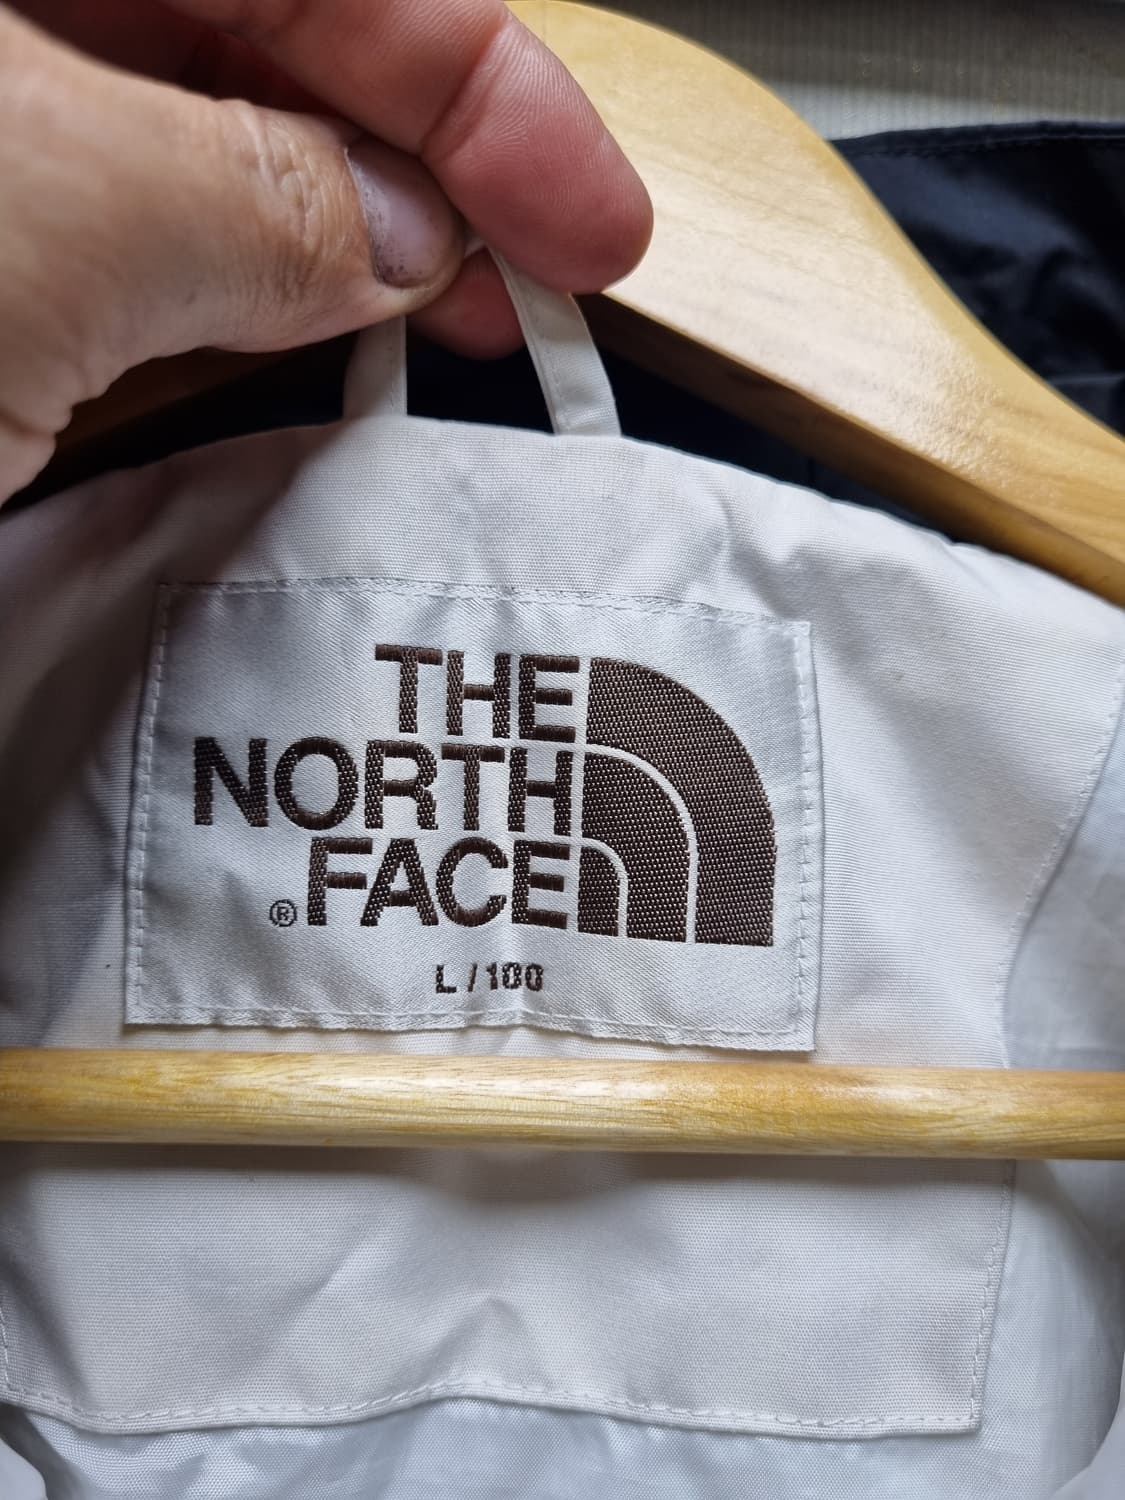 THE
NORTH
® FACE
L / 100